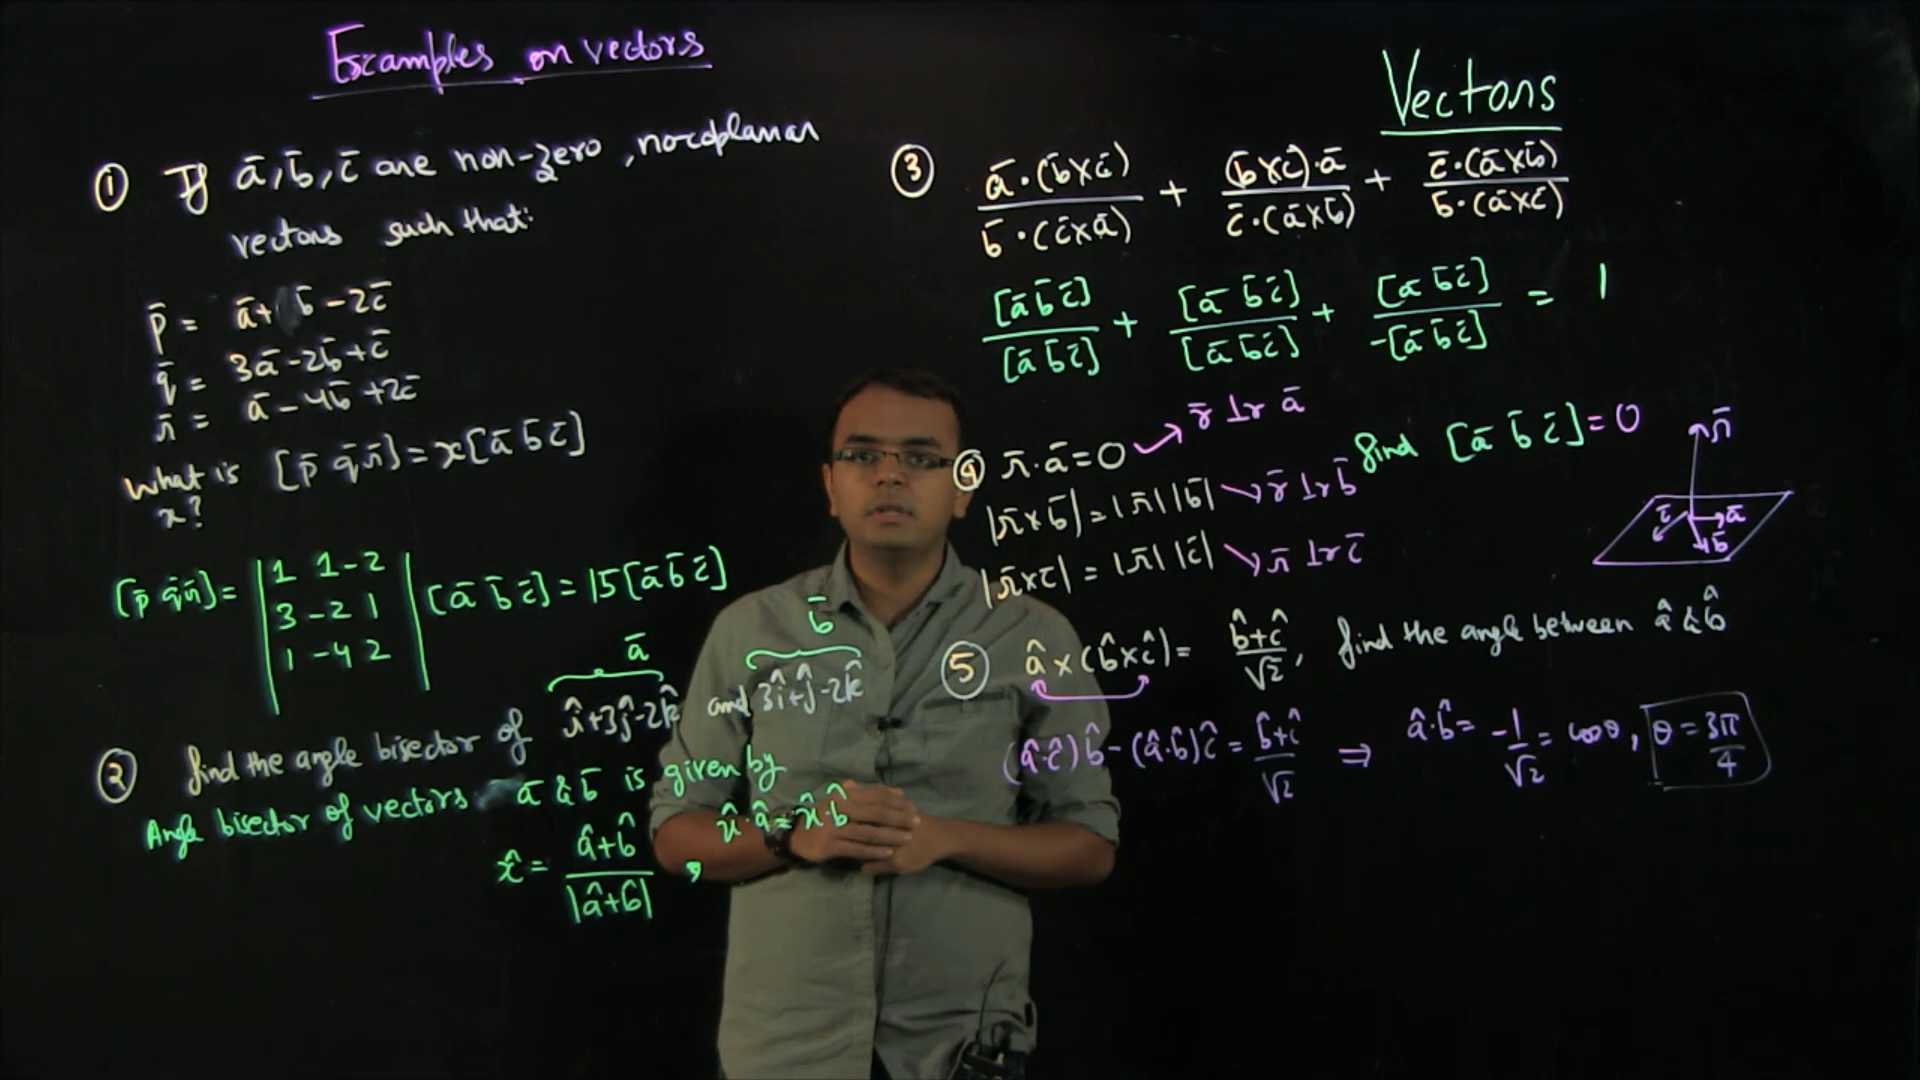 Examples on vectors
① If ā, b̄, c̄ are non-zero, nocoplanar
vectors such that:
p̄ = ā + b̄ - 2c̄
q̄ = 3ā - 2b̄ + c̄
r̄ = ā - 4b̄ + 2c̄
What is [p̄ q̄ r̄] = x[ā b̄ c̄]
x?
[p̄ q̄ r̄] = |1 1 -2; 3 -2 1; 1 -4 2| [ā b̄ c̄] = 15[ā b̄ c̄]
ā b̄
② find the angle bisector of î+3ĵ-2k̂ and 3î+ĵ-2k̂
Angle bisector of vectors ā & b̄ is given by
x̂ = (â+b̂)/|â+b̂| , x̂·â = x̂·b̂
Vectors
③ ā·(b̄×c̄)/b̄·(c̄×ā) + (b̄×c̄)·ā/c̄·(ā×b̄) + c̄·(ā×b̄)/b̄·(ā×c̄)
[ā b̄ c̄]/[ā b̄ c̄] + [ā b̄ c̄]/[ā b̄ c̄] + [ā b̄ c̄]/-[ā b̄ c̄] = 1
④ r̄·ā = 0 → r̄ ⊥r ā find [ā b̄ c̄] = 0
|r̄×b̄| = |r̄| |b̄| → r̄ ⊥r b̄
|r̄×c̄| = |r̄| |c̄| → r̄ ⊥r c̄
r̄
c̄ ā
b̄
⑤ â×(b̂×ĉ) = (b̂+ĉ)/√2, find the angle between â & b̂
(â·ĉ)b̂ - (â·b̂)ĉ = (b̂+ĉ)/√2 ⇒ â·b̂ = -1/√2 = cosθ, θ = 3π/4